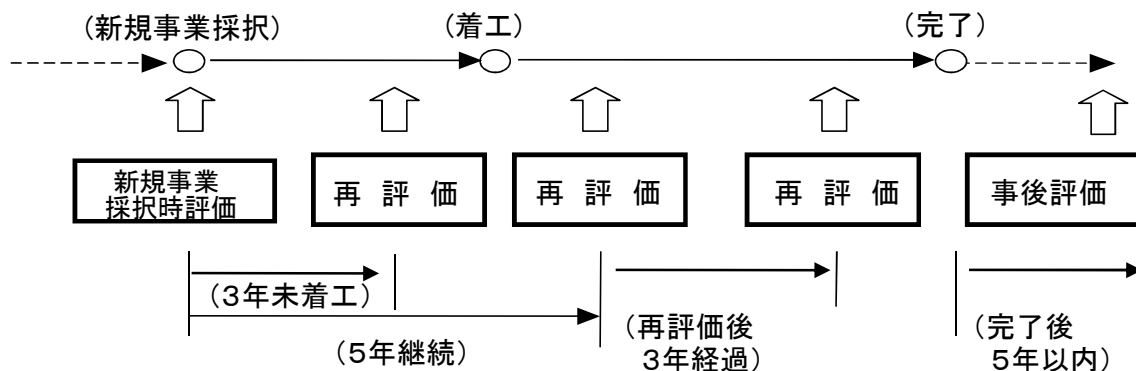 （新規事業採択）
（着工）
（完了）
新規事業
採択時評価
再 評 価
再 評 価
再 評 価
事後評価
（３年未着工）
（５年継続）
（再評価後
３年経過）
（完了後
５年以内）